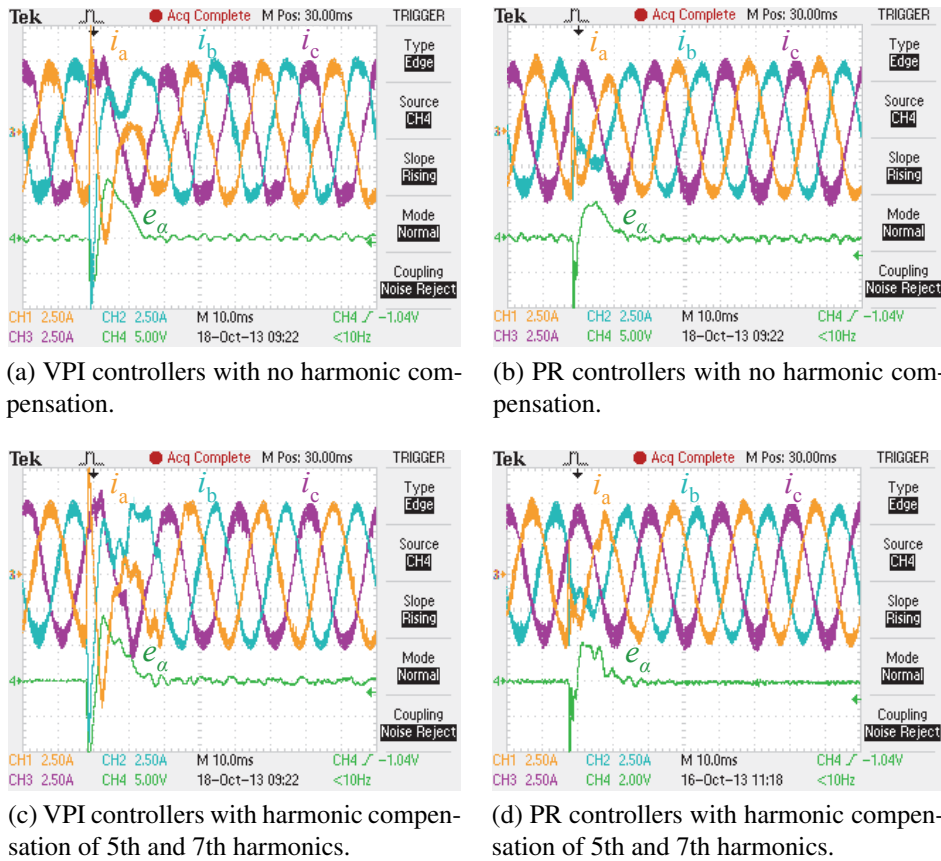 Tek Acq Complete M Pos: 30.00ms TRIGGER
i_a i_b i_c
Type
Edge
Source
CH4
3
Slope
Rising
Mode
Normal
e_α
4
Coupling
Noise Reject
CH1 2.50A CH2 2.50A M 10.0ms CH4 ∕ -1.04V
CH3 2.50A CH4 5.00V 18-Oct-13 09:22 <10Hz
(a) VPI controllers with no harmonic com-
pensation.
Tek Acq Complete M Pos: 30.00ms TRIGGER
i_a i_b i_c
Type
Edge
Source
CH4
3
Slope
Rising
Mode
Normal
e_α
4
Coupling
Noise Reject
CH1 2.50A CH2 2.50A M 10.0ms CH4 ∕ -1.04V
CH3 2.50A CH4 5.00V 18-Oct-13 09:22 <10Hz
(b) PR controllers with no harmonic com-
pensation.
Tek Acq Complete M Pos: 30.00ms TRIGGER
i_a i_b i_c
Type
Edge
Source
CH4
3
Slope
Rising
Mode
Normal
e_α
4
Coupling
Noise Reject
CH1 2.50A CH2 2.50A M 10.0ms CH4 ∕ -1.04V
CH3 2.50A CH4 5.00V 18-Oct-13 09:22 <10Hz
(c) VPI controllers with harmonic compen-
sation of 5th and 7th harmonics.
Tek Acq Complete M Pos: 30.00ms TRIGGER
i_a i_b i_c
Type
Edge
Source
CH4
3
Slope
Rising
Mode
Normal
e_α
4
Coupling
Noise Reject
CH1 2.50A CH2 2.50A M 10.0ms CH4 ∕ -1.04V
CH3 2.50A CH4 2.00V 16-Oct-13 11:18 <10Hz
(d) PR controllers with harmonic compen-
sation of 5th and 7th harmonics.